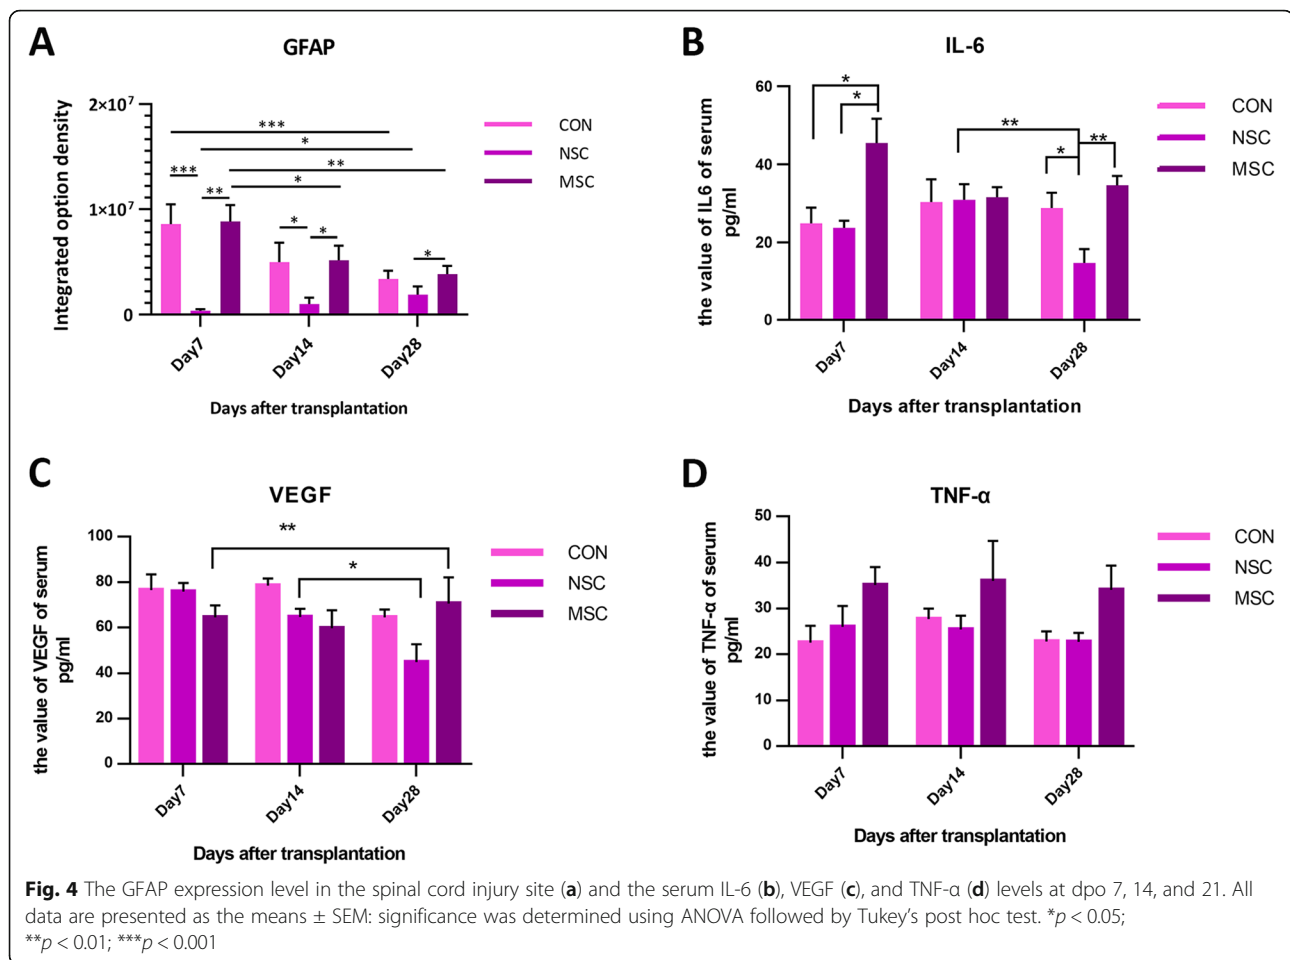 A
GFAP
Integrated option density
2×10⁷
1×10⁷
0
***
*
**
*
***
**
*
*
*
CON
NSC
MSC
Day7
Day14
Day28
Days after transplantation
B
IL-6
the value of IL6 of serum
pg/ml
60
40
20
0
*
*
**
*
**
CON
NSC
MSC
Day7
Day14
Day28
Days after transplantation
C
VEGF
the value of VEGF of serum
pg/ml
100
80
60
40
20
0
**
*
CON
NSC
MSC
Day7
Day14
Day28
Days after transplantation
D
TNF-α
the value of TNF-α of serum
pg/ml
50
40
30
20
10
0
CON
NSC
MSC
Day7
Day14
Day28
Days after transplantation
Fig. 4 The GFAP expression level in the spinal cord injury site (a) and the serum IL-6 (b), VEGF (c), and TNF-α (d) levels at dpo 7, 14, and 21. All
data are presented as the means ± SEM: significance was determined using ANOVA followed by Tukey's post hoc test. *p < 0.05;
**p < 0.01; ***p < 0.001